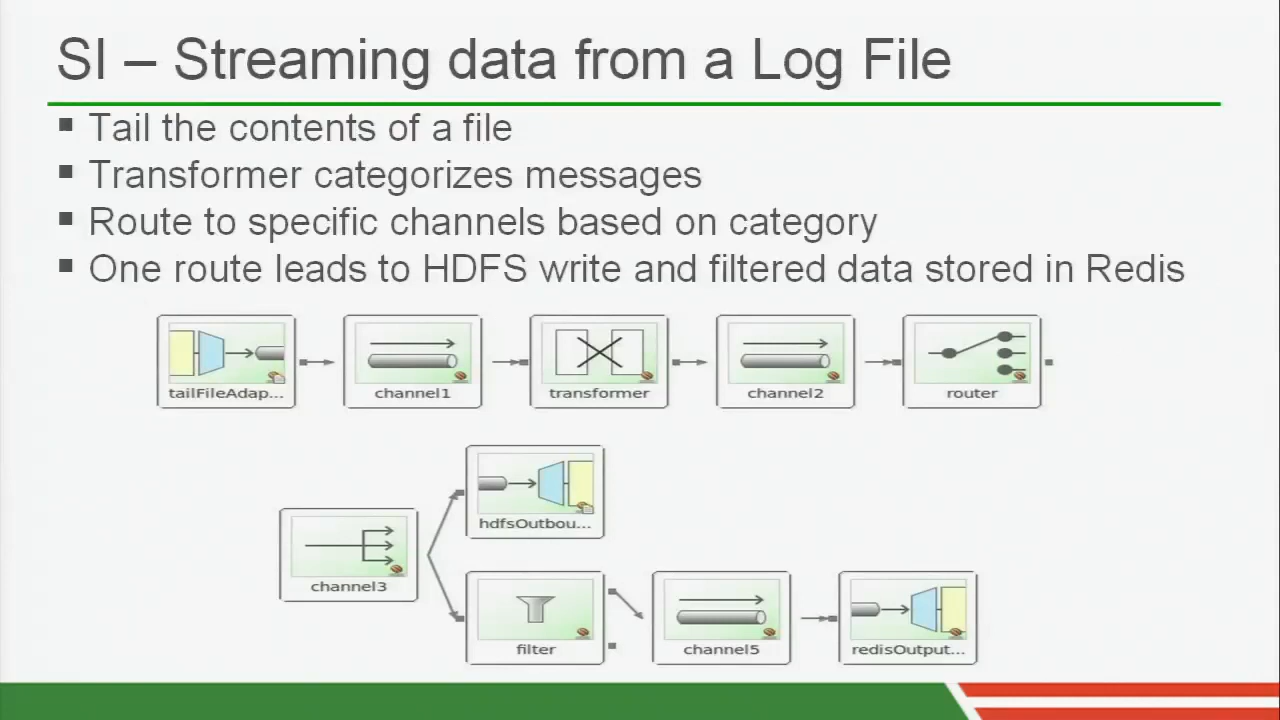 SI – Streaming data from a Log File
▪ Tail the contents of a file
▪ Transformer categorizes messages
▪ Route to specific channels based on category
▪ One route leads to HDFS write and filtered data stored in Redis
tailFileAdap...
channel1
transformer
channel2
router
hdfsOutbou...
channel3
filter
channel5
redisOutput...